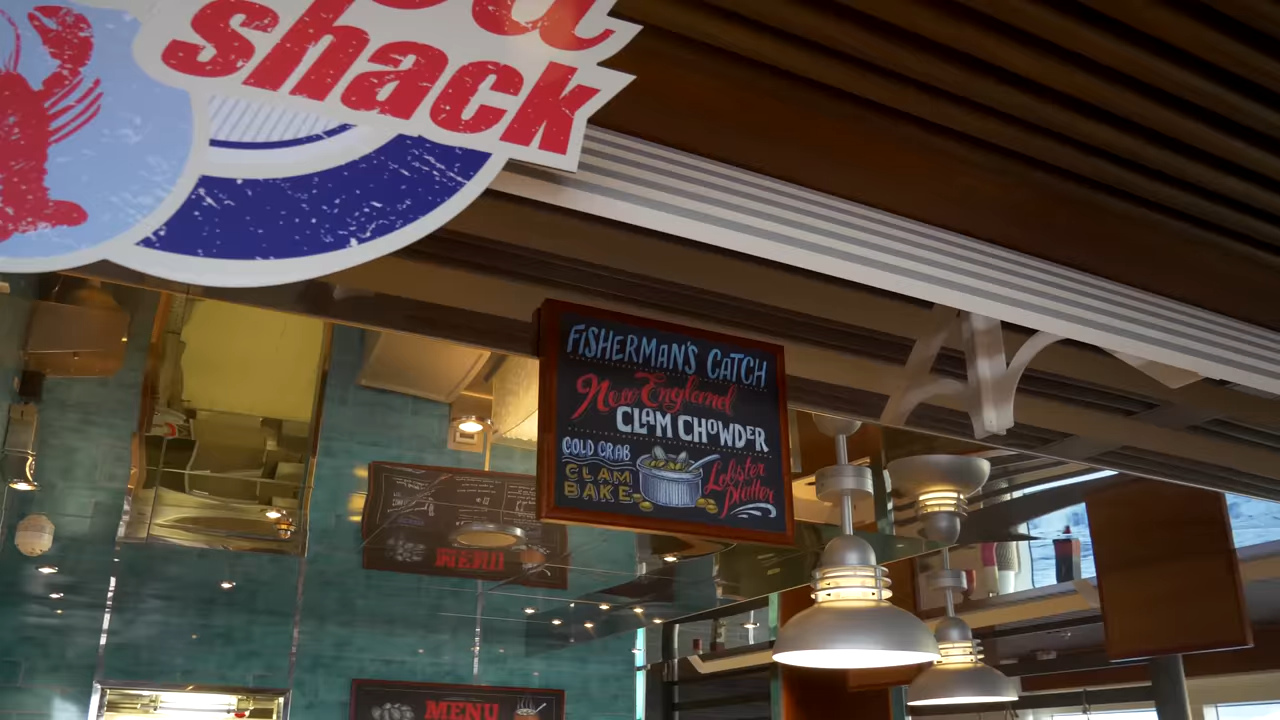 shack
FISHERMAN'S CATCH
New England
CLAM CHOWDER
COLD CRAB
CLAM
BAKE
Lobster
Platter
MENU
MENU